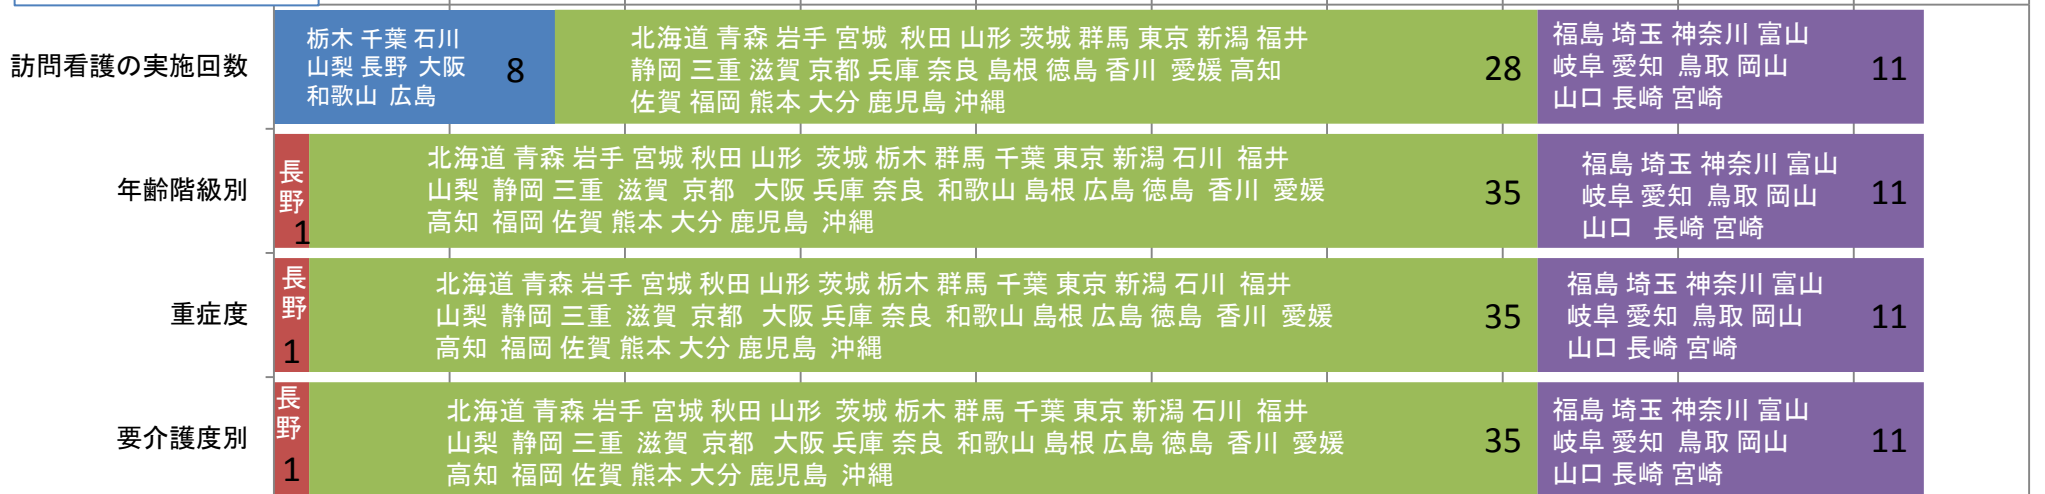 訪問看護の実施回数
栃木 千葉 石川
山梨 長野 大阪
和歌山 広島
8
北海道 青森 岩手 宮城 秋田 山形 茨城 群馬 東京 新潟 福井
静岡 三重 滋賀 京都 兵庫 奈良 島根 徳島 香川 愛媛 高知
佐賀 福岡 熊本 大分 鹿児島 沖縄
28
福島 埼玉 神奈川 富山
岐阜 愛知 鳥取 岡山
山口 長崎 宮崎
11
年齢階級別
長野
1
北海道 青森 岩手 宮城 秋田 山形 茨城 栃木 群馬 千葉 東京 新潟 石川 福井
山梨 静岡 三重 滋賀 京都 大阪 兵庫 奈良 和歌山 島根 広島 徳島 香川 愛媛
高知 福岡 佐賀 熊本 大分 鹿児島 沖縄
35
福島 埼玉 神奈川 富山
岐阜 愛知 鳥取 岡山
山口 長崎 宮崎
11
重症度
長野
1
北海道 青森 岩手 宮城 秋田 山形 茨城 栃木 群馬 千葉 東京 新潟 石川 福井
山梨 静岡 三重 滋賀 京都 大阪 兵庫 奈良 和歌山 島根 広島 徳島 香川 愛媛
高知 福岡 佐賀 熊本 大分 鹿児島 沖縄
35
福島 埼玉 神奈川 富山
岐阜 愛知 鳥取 岡山
山口 長崎 宮崎
11
要介護度別
長野
1
北海道 青森 岩手 宮城 秋田 山形 茨城 栃木 群馬 千葉 東京 新潟 石川 福井
山梨 静岡 三重 滋賀 京都 大阪 兵庫 奈良 和歌山 島根 広島 徳島 香川 愛媛
高知 福岡 佐賀 熊本 大分 鹿児島 沖縄
35
福島 埼玉 神奈川 富山
岐阜 愛知 鳥取 岡山
山口 長崎 宮崎
11